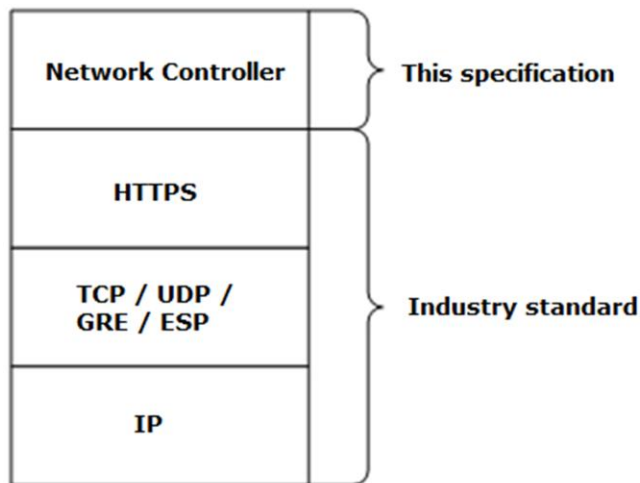 Network Controller
This specification
HTTPS
TCP / UDP /
GRE / ESP
Industry standard
IP